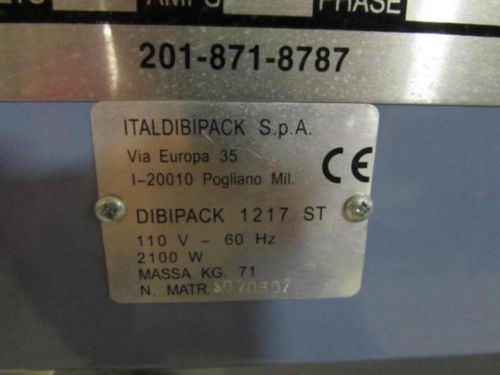 AMPS PHASE
201-871-8787
ITALDIBIPACK S.p.A.
Via Europa 35
I-20010 Pogliano Mil.
CE
DIBIPACK 1217 ST
110 V - 60 Hz
2100 W
MASSA KG. 71
N. MATR.